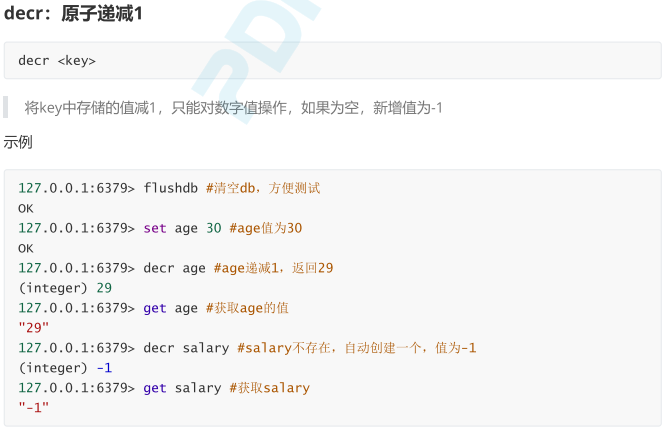 decr：原子递减1
decr <key>
将key中存储的值减1，只能对数字值操作，如果为空，新增值为-1
示例
127.0.0.1:6379> flushdb #清空db，方便测试
OK
127.0.0.1:6379> set age 30 #age值为30
OK
127.0.0.1:6379> decr age #age递减1，返回29
(integer) 29
127.0.0.1:6379> get age #获取age的值
"29"
127.0.0.1:6379> decr salary #salary不存在，自动创建一个，值为-1
(integer) -1
127.0.0.1:6379> get salary #获取salary
"-1"